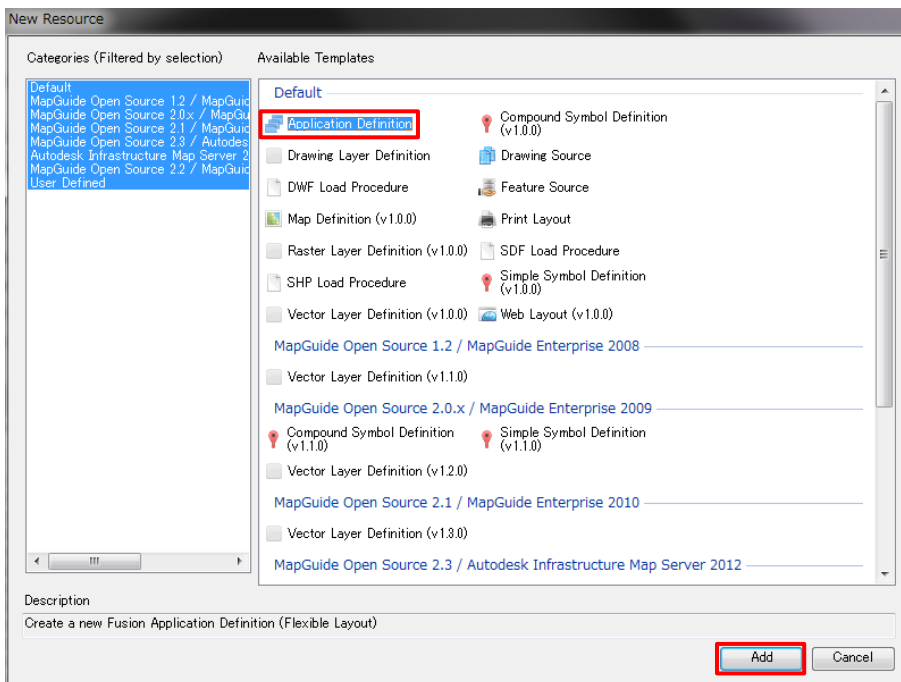 New Resource
Categories (Filtered by selection)
Available Templates
Default
MapGuide Open Source 1.2 / MapGuid
MapGuide Open Source 2.0.x / MapGu
MapGuide Open Source 2.1 / MapGuid
MapGuide Open Source 2.3 / Autodes
Autodesk Infrastructure Map Server 2
MapGuide Open Source 2.2 / MapGuid
User Defined
Default
Application Definition
Compound Symbol Definition
(v1.0.0)
Drawing Layer Definition
Drawing Source
DWF Load Procedure
Feature Source
Map Definition (v1.0.0)
Print Layout
Raster Layer Definition (v1.0.0)
SDF Load Procedure
SHP Load Procedure
Simple Symbol Definition
(v1.0.0)
Vector Layer Definition (v1.0.0)
Web Layout (v1.0.0)
MapGuide Open Source 1.2 / MapGuide Enterprise 2008
Vector Layer Definition (v1.1.0)
MapGuide Open Source 2.0.x / MapGuide Enterprise 2009
Compound Symbol Definition
(v1.1.0)
Simple Symbol Definition
(v1.1.0)
Vector Layer Definition (v1.2.0)
MapGuide Open Source 2.1 / MapGuide Enterprise 2010
Vector Layer Definition (v1.3.0)
MapGuide Open Source 2.3 / Autodesk Infrastructure Map Server 2012
Description
Create a new Fusion Application Definition (Flexible Layout)
Add
Cancel